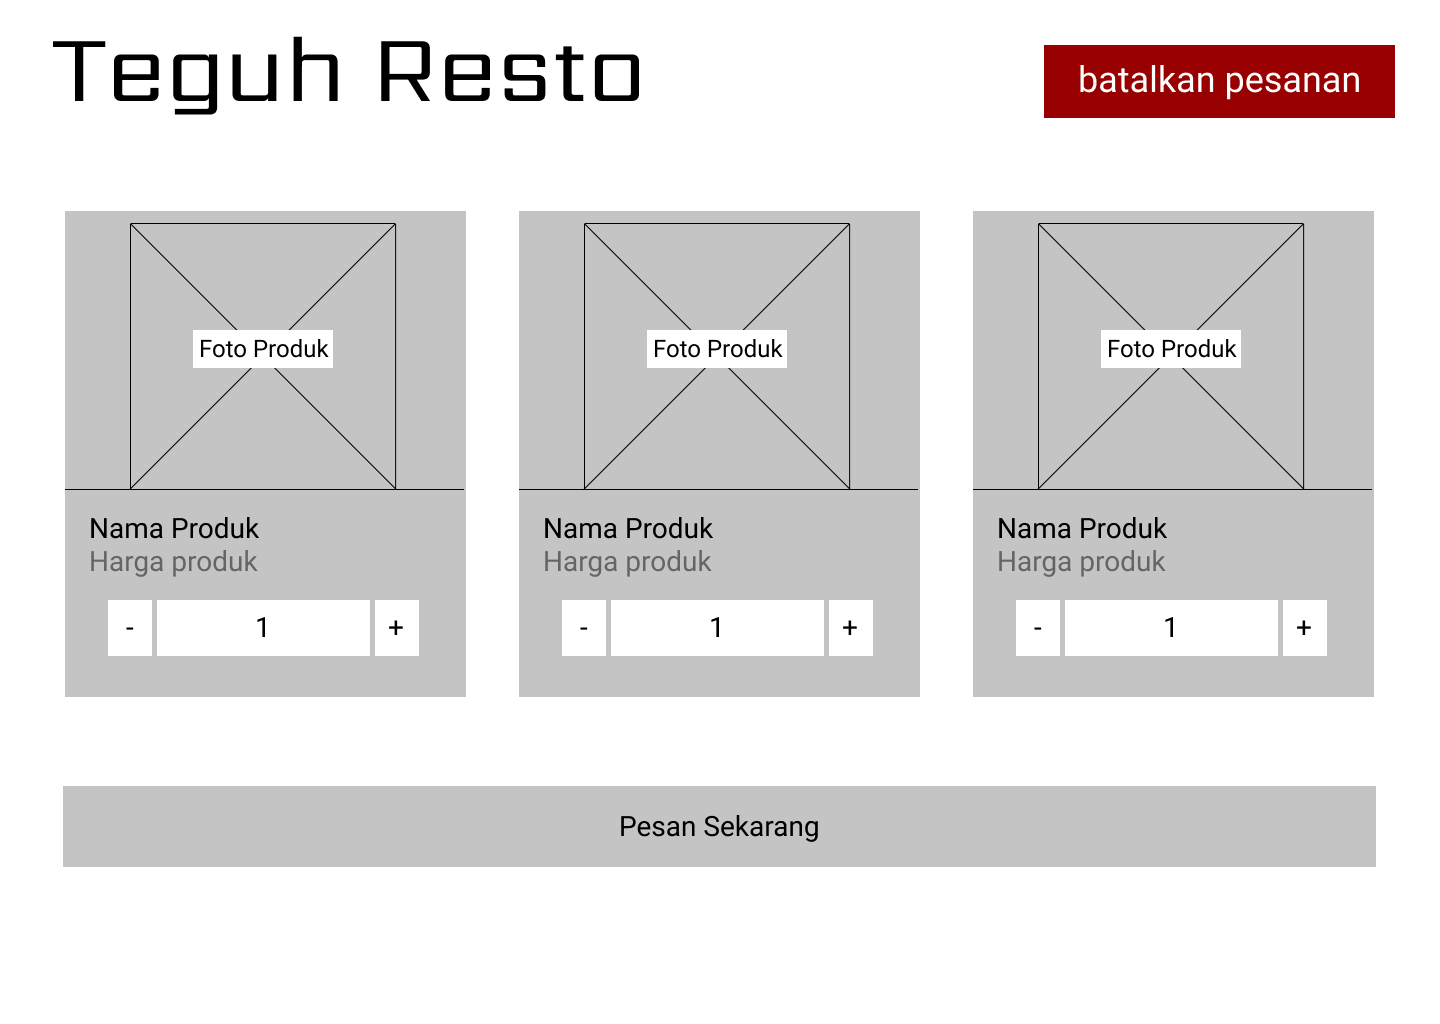 Teguh Resto
batalkan pesanan
Foto Produk
Nama Produk
Harga produk
- 1 +
Foto Produk
Nama Produk
Harga produk
- 1 +
Foto Produk
Nama Produk
Harga produk
- 1 +
Pesan Sekarang